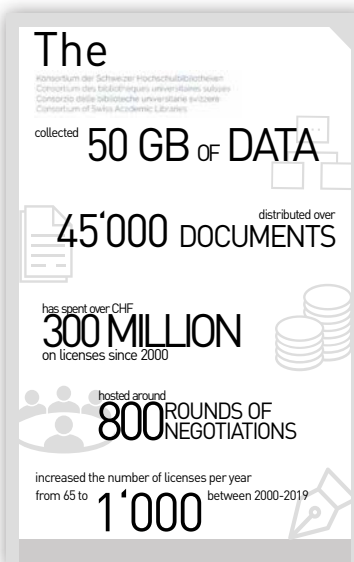 The
Konsortium der Schweizer Hochschulbibliotheken
Consortium des bibliothèques universitaires suisses
Consorzio delle biblioteche universitarie svizzere
Consortium of Swiss Academic Libraries
collected 50 GB OF DATA
45'000 DOCUMENTS distributed over
has spent over CHF
300 MILLION
on licenses since 2000
hosted around
800 ROUNDS OF
NEGOTIATIONS
increased the number of licenses per year
from 65 to 1'000 between 2000-2019